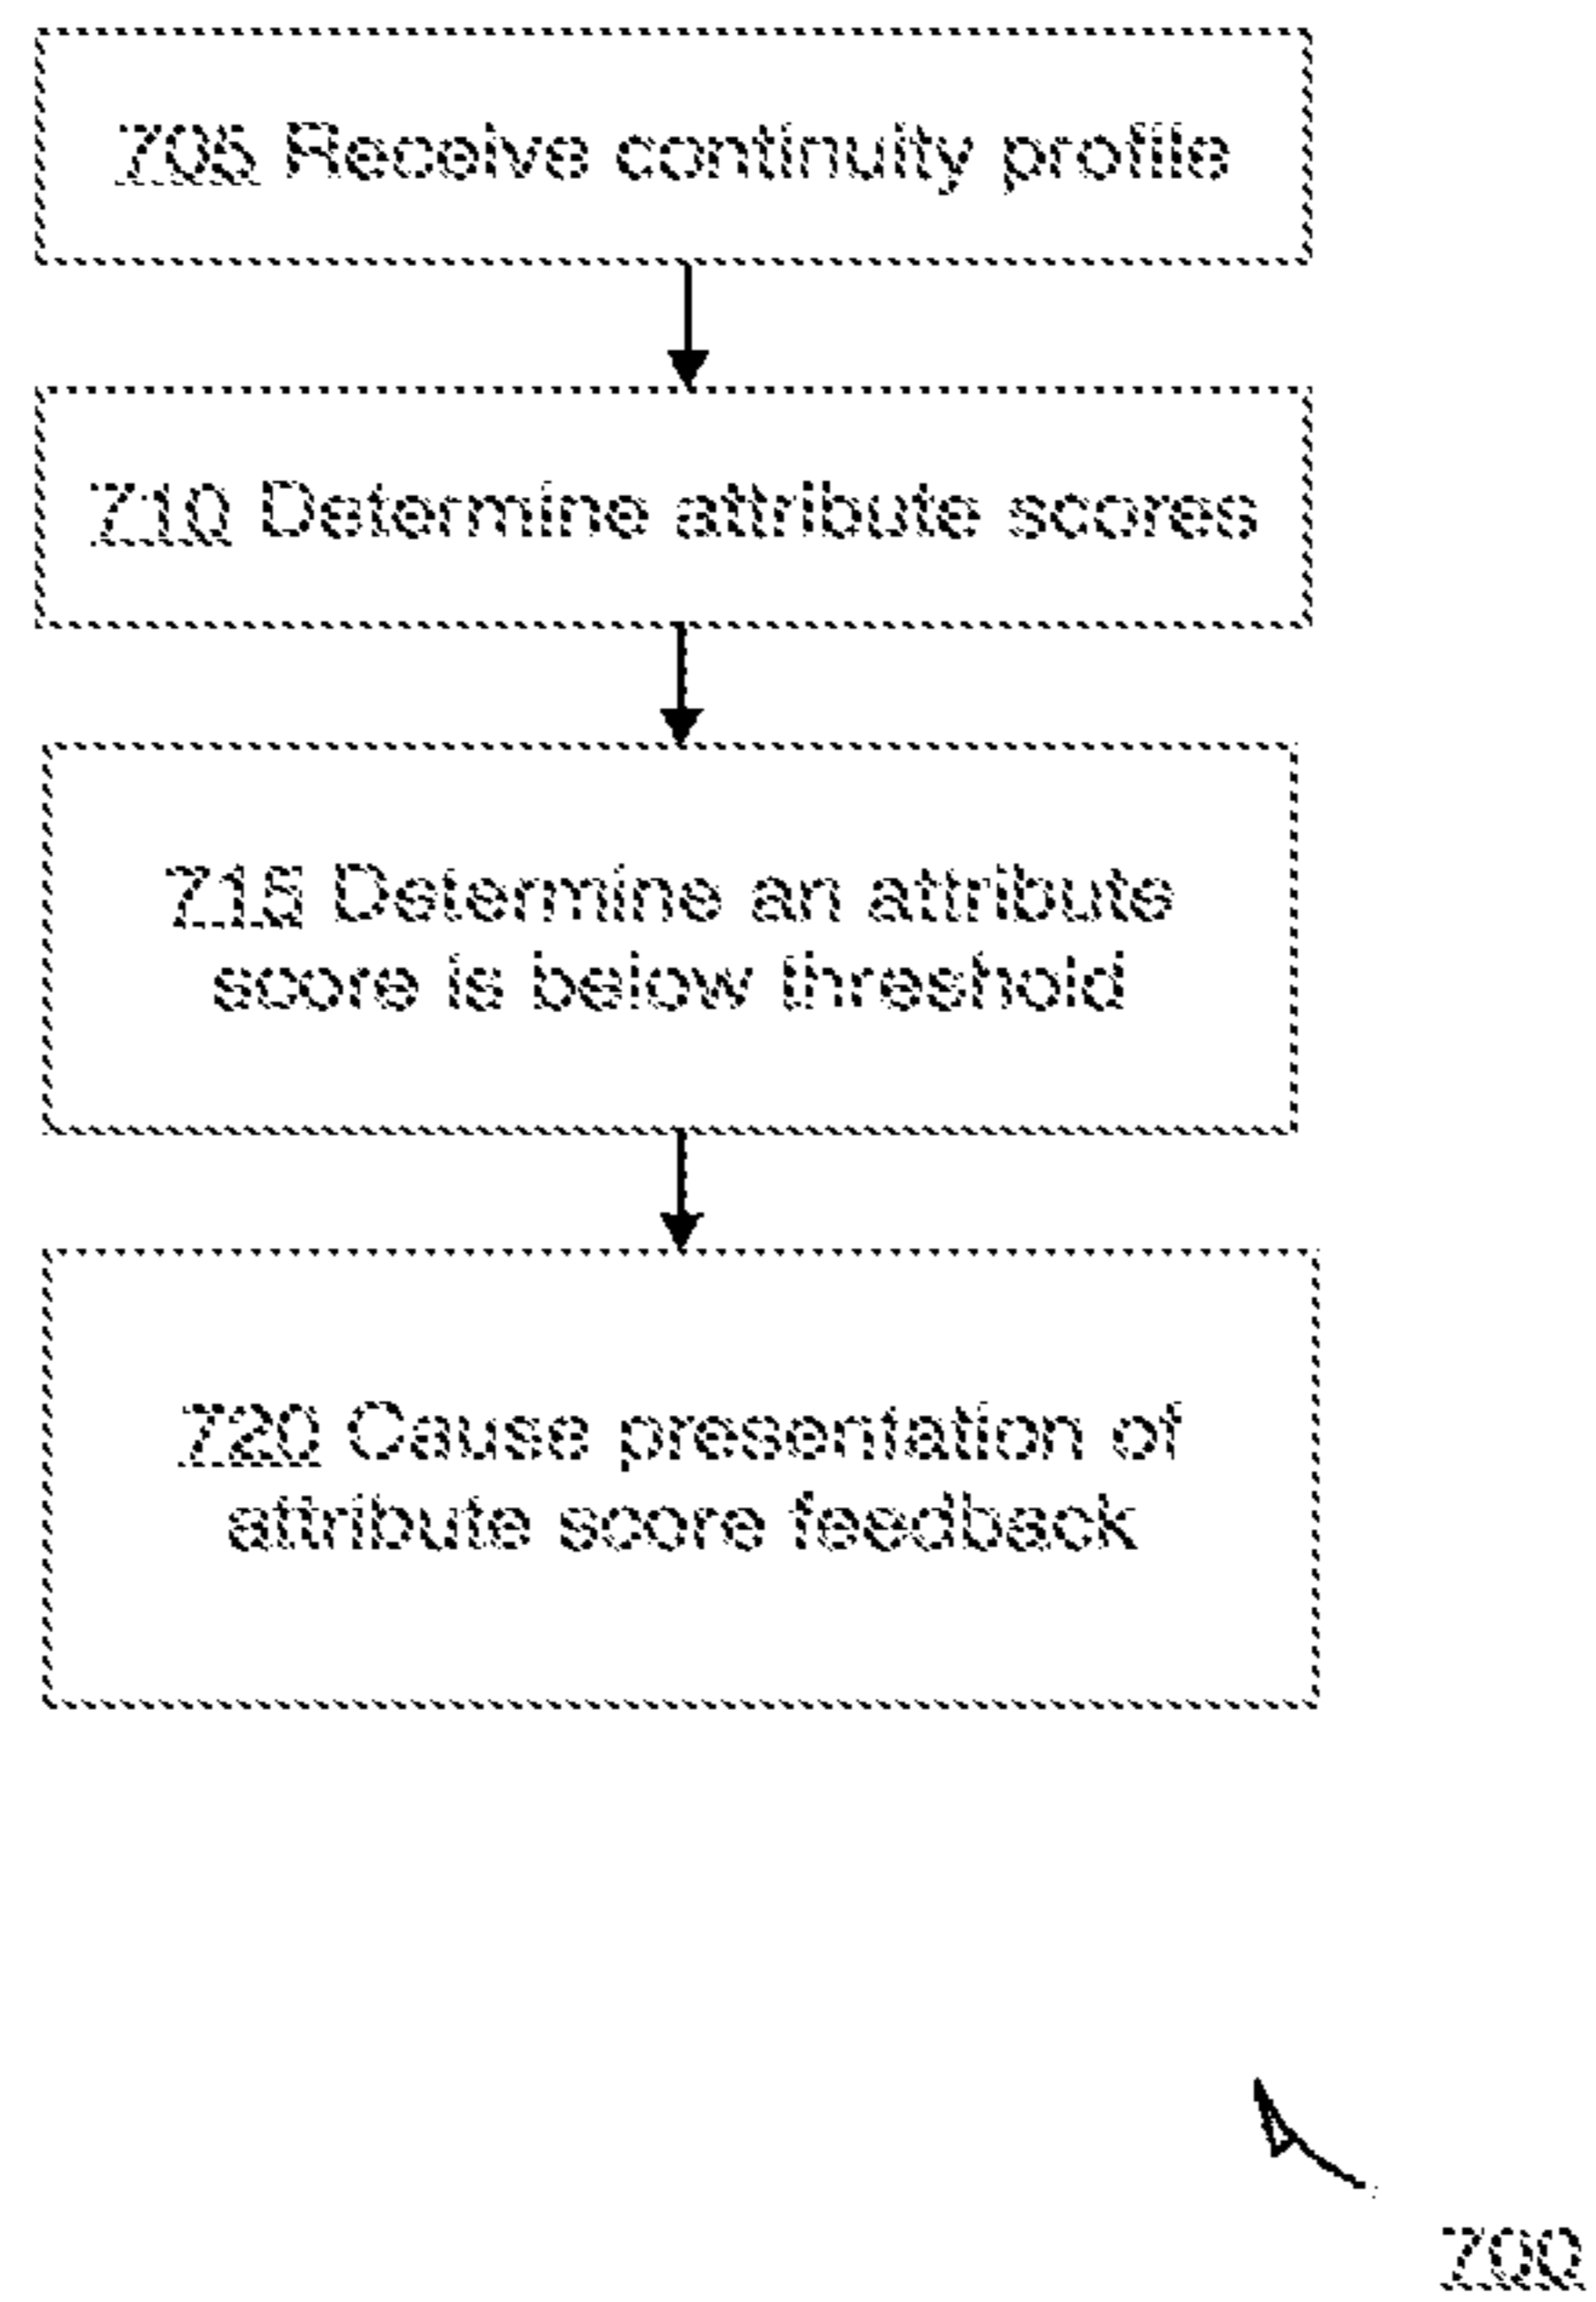 705 Receive continuity profile
710 Determine attribute scores
715 Determine an attribute
score is below threshold
720 Cause presentation of
attribute score feedback
700